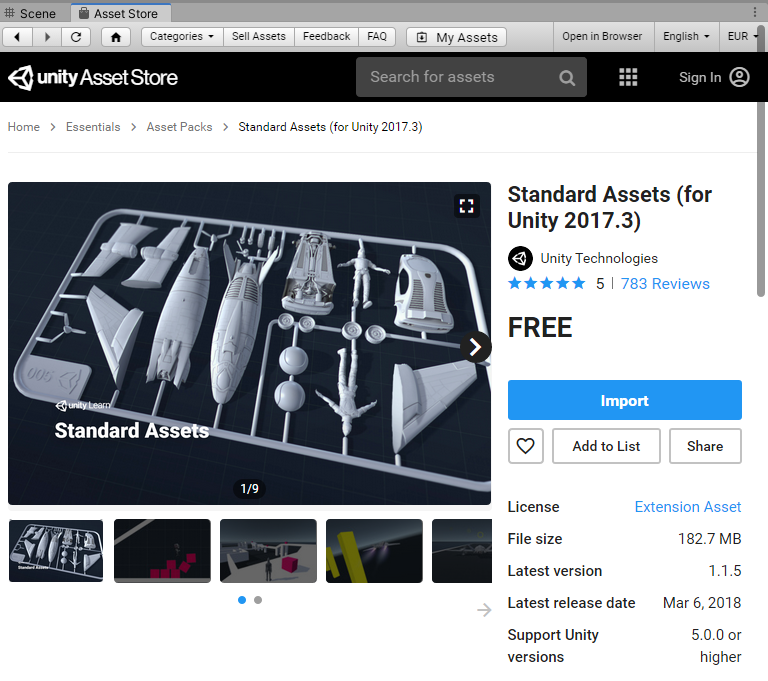 Scene
Asset Store
Categories
Sell Assets
Feedback
FAQ
My Assets
Open in Browser
English
EUR
unity Asset Store
Search for assets
Sign In
Home > Essentials > Asset Packs > Standard Assets (for Unity 2017.3)
Standard Assets (for
Unity 2017.3)
Unity Technologies
5 | 783 Reviews
FREE
006
unity Learn
Standard Assets
1/9
Import
Add to List
Share
Standard Assets
License
Extension Asset
File size
182.7 MB
Latest version
1.1.5
Latest release date
Mar 6, 2018
Support Unity
versions
5.0.0 or
higher